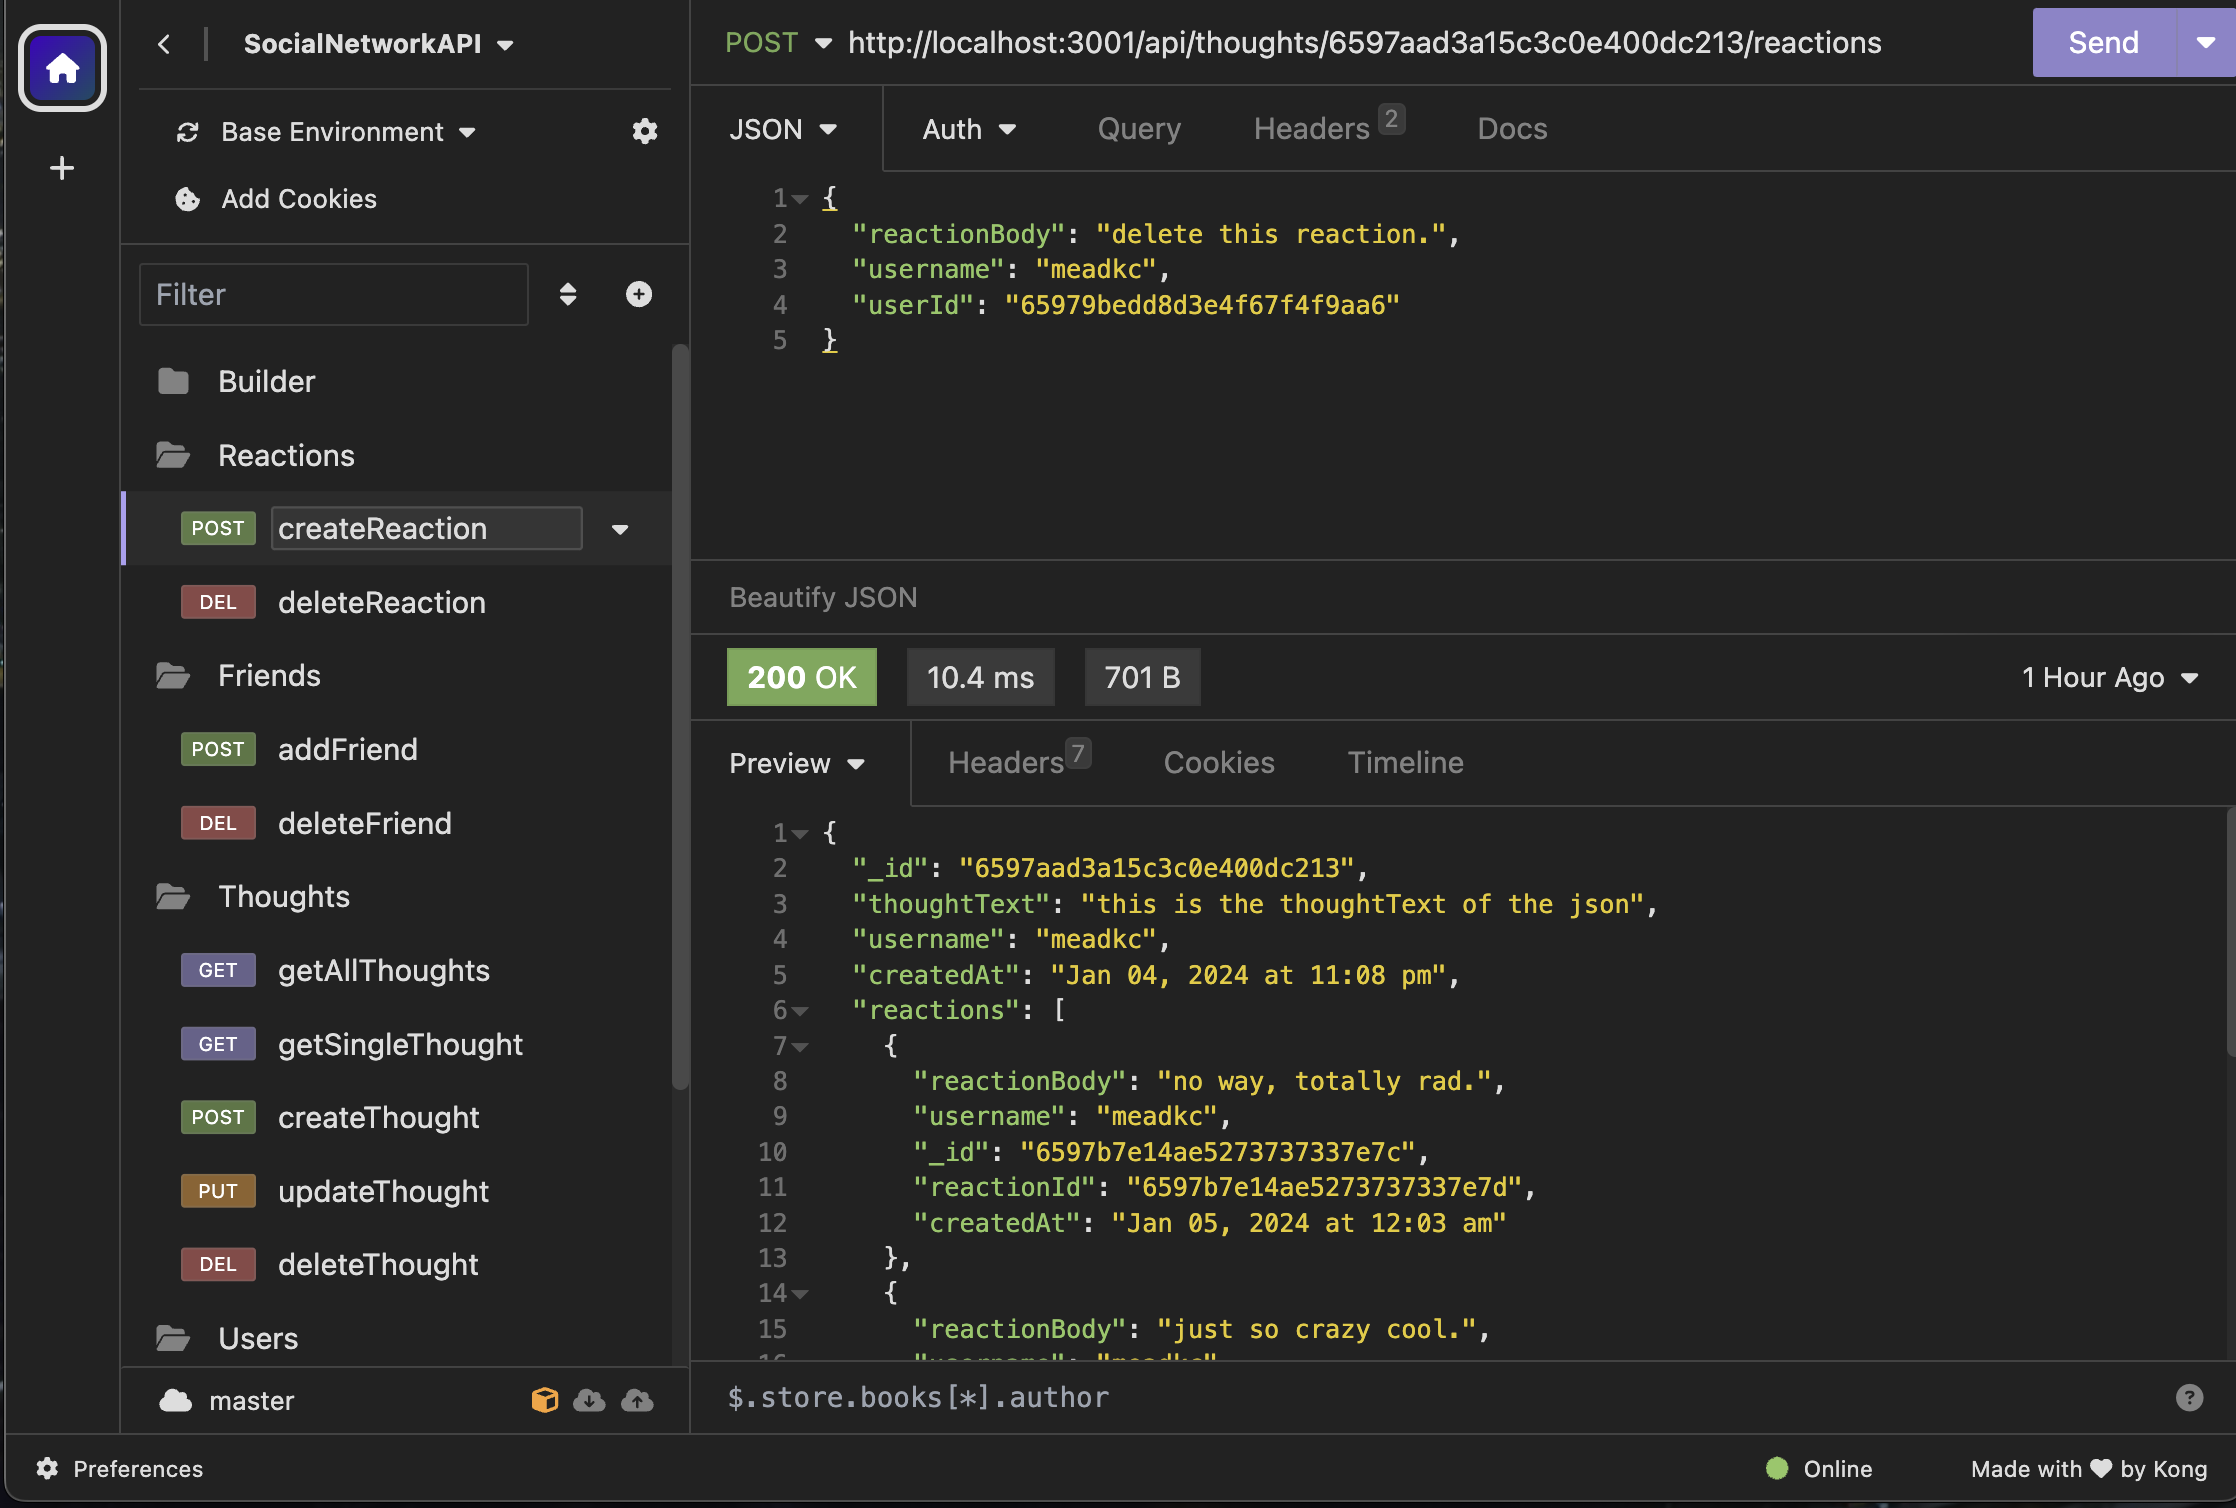 SocialNetworkAPI
Base Environment
Add Cookies
Filter
Builder
Reactions
POST createReaction
DEL deleteReaction
Friends
POST addFriend
DEL deleteFriend
Thoughts
GET getAllThoughts
GET getSingleThought
POST createThought
PUT updateThought
DEL deleteThought
Users
master
POST http://localhost:3001/api/thoughts/6597aad3a15c3c0e400dc213/reactions Send
JSON Auth Query Headers 2 Docs
1 {
2 "reactionBody": "delete this reaction.",
3 "username": "meadkc",
4 "userId": "65979bedd8d3e4f67f4f9aa6"
5 }
Beautify JSON
200 OK 10.4 ms 701 B 1 Hour Ago
Preview Headers 7 Cookies Timeline
1 {
2 "_id": "6597aad3a15c3c0e400dc213",
3 "thoughtText": "this is the thoughtText of the json",
4 "username": "meadkc",
5 "createdAt": "Jan 04, 2024 at 11:08 pm",
6 "reactions": [
7 {
8 "reactionBody": "no way, totally rad.",
9 "username": "meadkc",
10 "_id": "6597b7e14ae5273737337e7c",
11 "reactionId": "6597b7e14ae5273737337e7d",
12 "createdAt": "Jan 05, 2024 at 12:03 am"
13 },
14 {
15 "reactionBody": "just so crazy cool.",
$.store.books[*].author
Preferences
Online
Made with ♥ by Kong